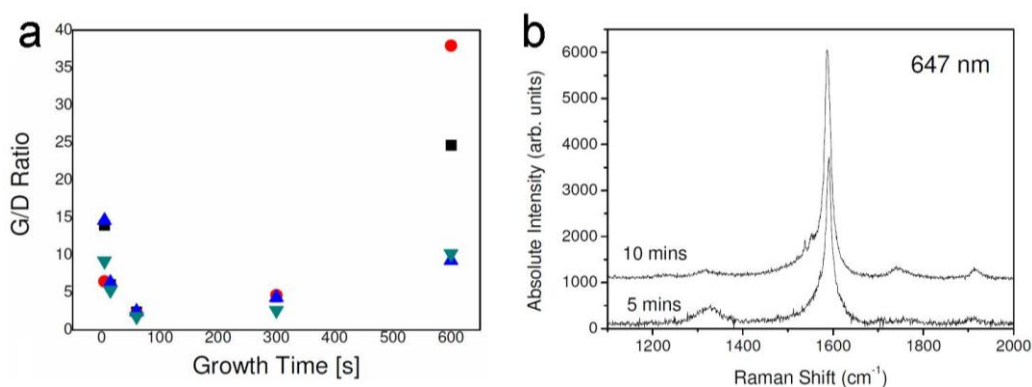 a
40
35
30
25
20
15
10
5
0
G/D Ratio
0 100 200 300 400 500 600
Growth Time [s]
b
6000
5000
4000
3000
2000
1000
0
Absolute Intensity (arb. units)
647 nm
10 mins
5 mins
1200 1400 1600 1800 2000
Raman Shift (cm⁻¹)